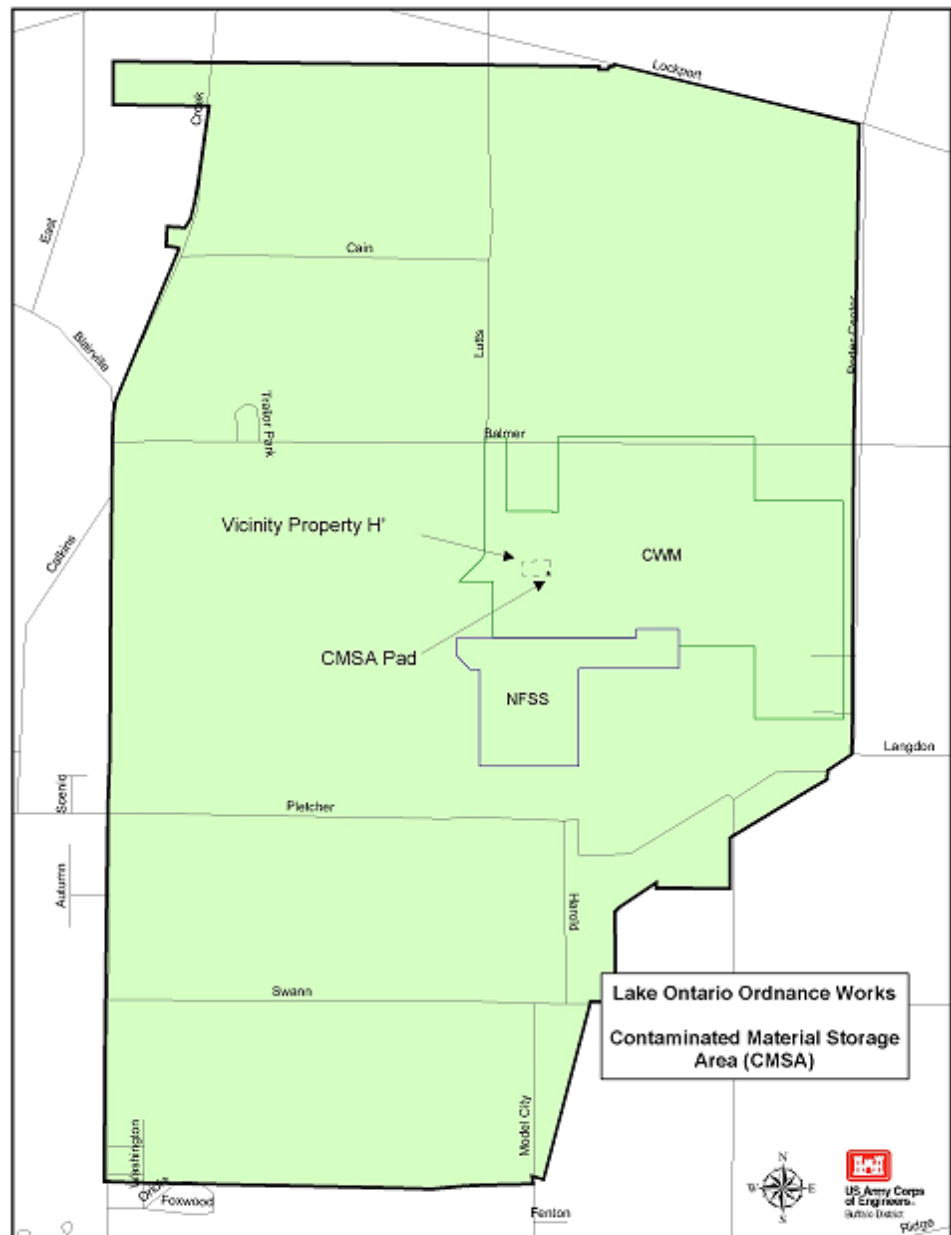 Lockport
Creek
East
Cain
Blairville
Lutts
Porter Center
Trailor Park
Balmer
Calkins
Vicinity Property H'
CWM
CMSA Pad
NFSS
Langdon
Scenic
Pletcher
Autumn
Harold
Swann
Lake Ontario Ordnance Works
Contaminated Material Storage
Area (CMSA)
Model City
Washington
Foxwood
Fenton
N
W
E
S
US Army Corps
of Engineers
Buffalo District
Ridge